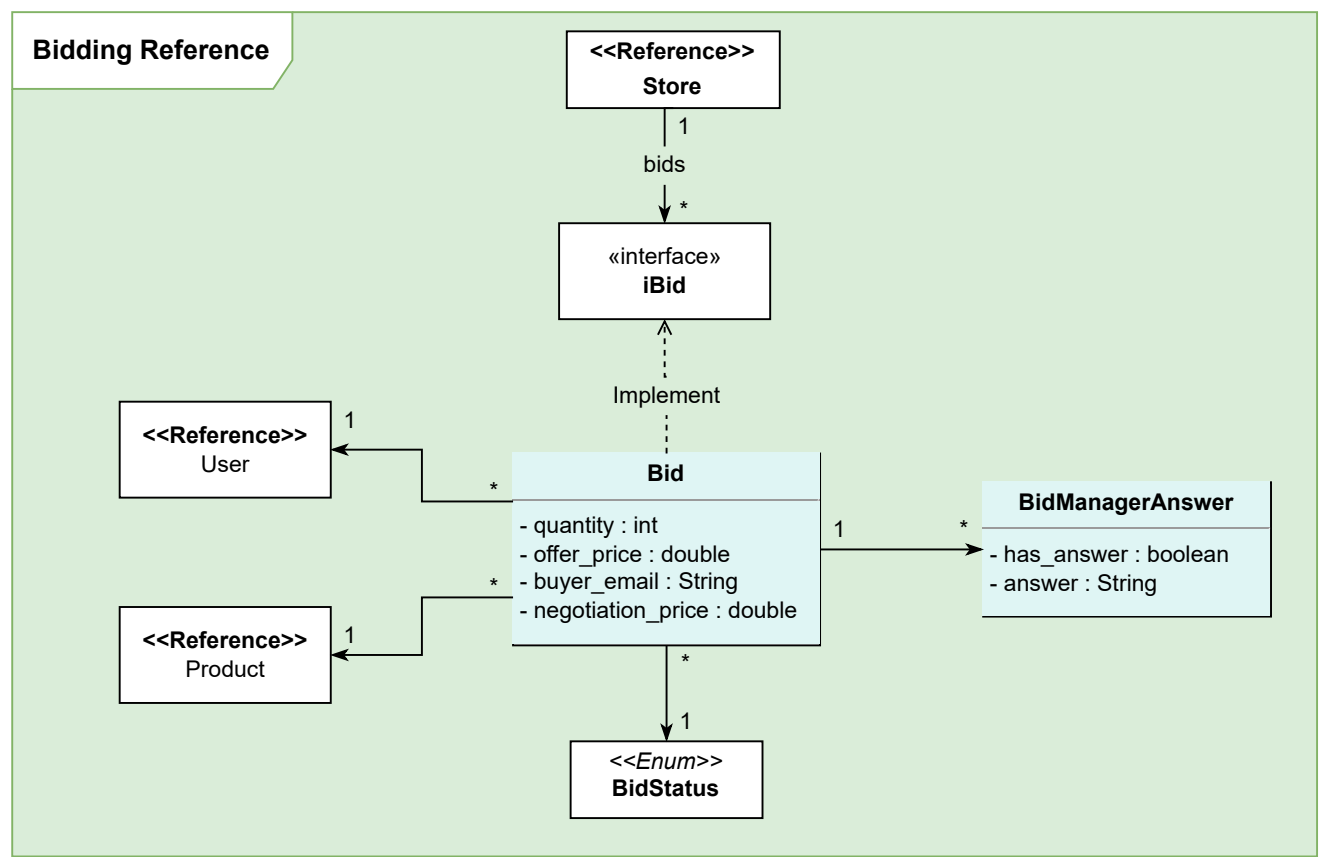 Bidding Reference
<<Reference>>
Store
1
bids
*
«interface»
iBid
Implement
<<Reference>>
User
1
*
Bid
- quantity : int
- offer_price : double
- buyer_email : String
- negotiation_price : double
1
*
BidManagerAnswer
- has_answer : boolean
- answer : String
*
1
<<Reference>>
Product
*
1
<<Enum>>
BidStatus